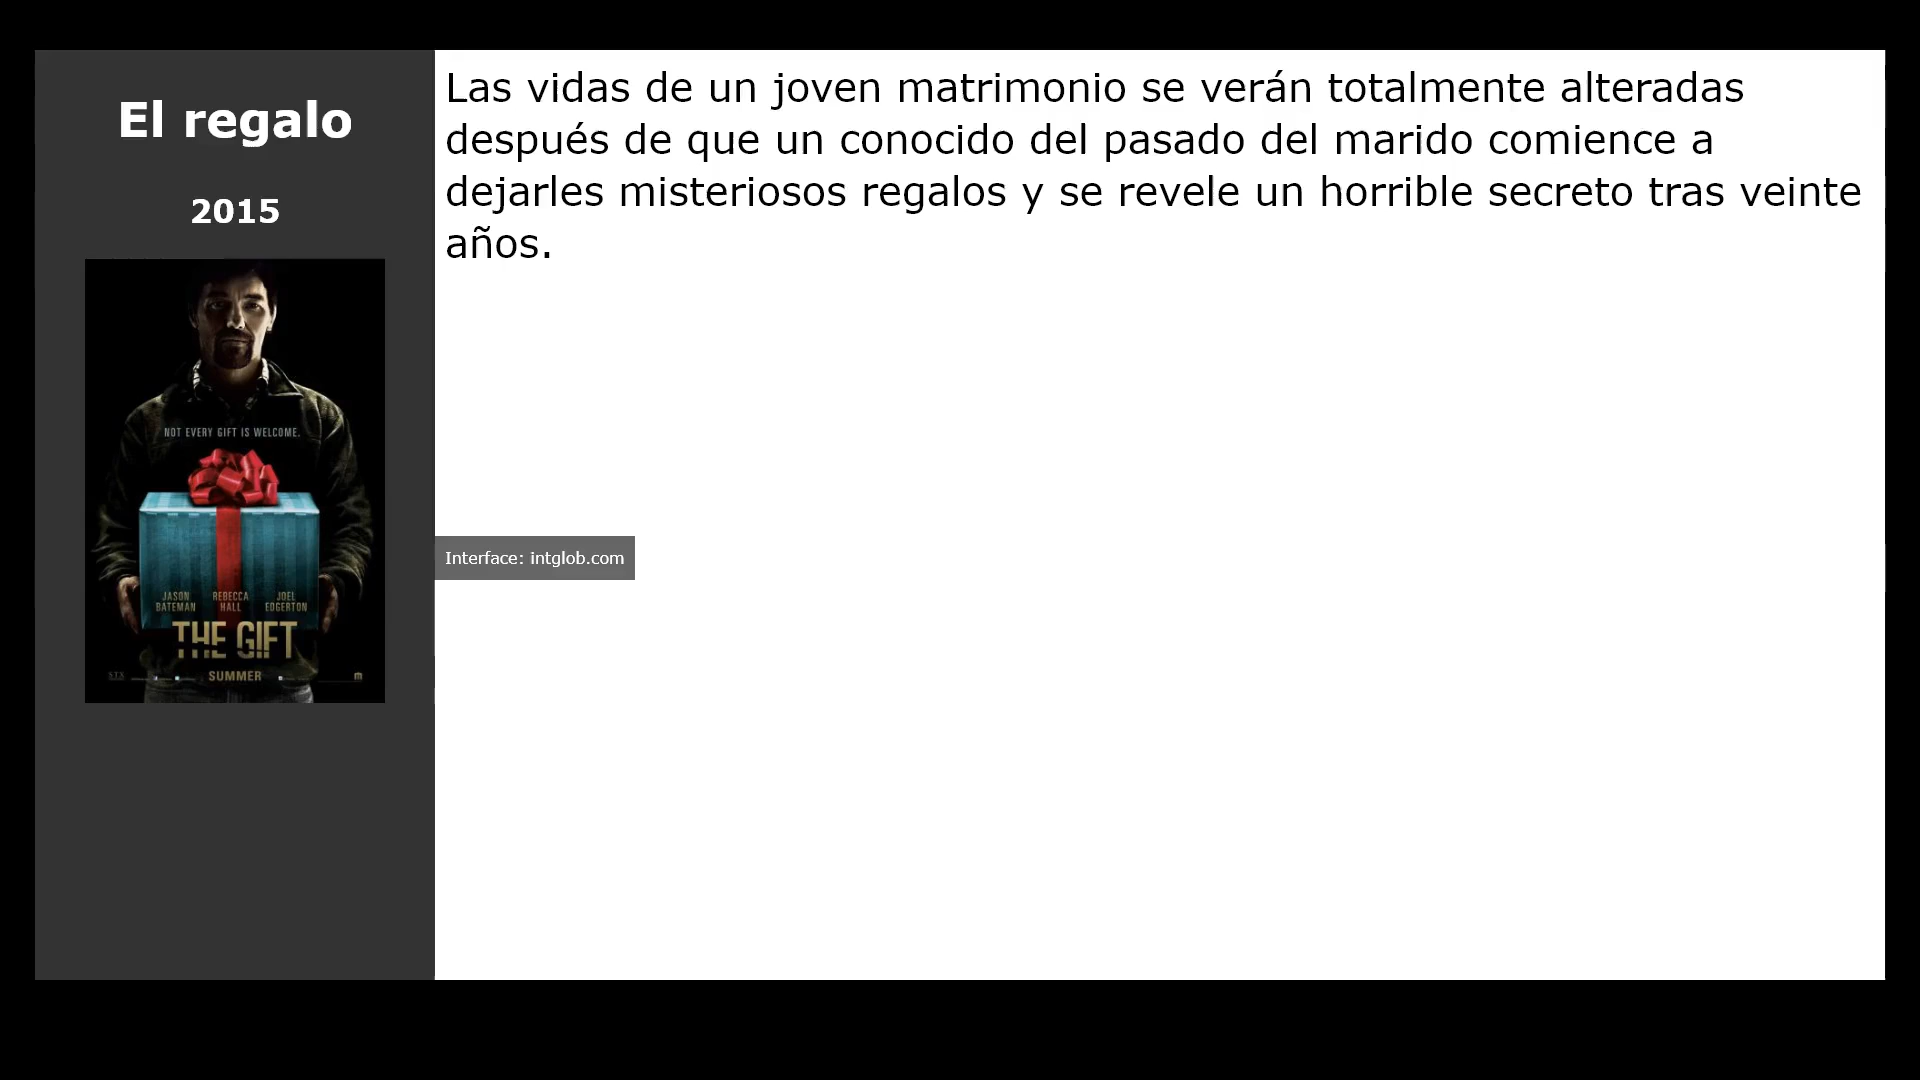 El regalo
2015
NOT EVERY GIFT IS WELCOME.
JASON BATEMAN
REBECCA HALL
JOEL EDGERTON
THE GIFT
SUMMER
Las vidas de un joven matrimonio se verán totalmente alteradas
después de que un conocido del pasado del marido comience a
dejarles misteriosos regalos y se revele un horrible secreto tras veinte
años.
Interface: intglob.com